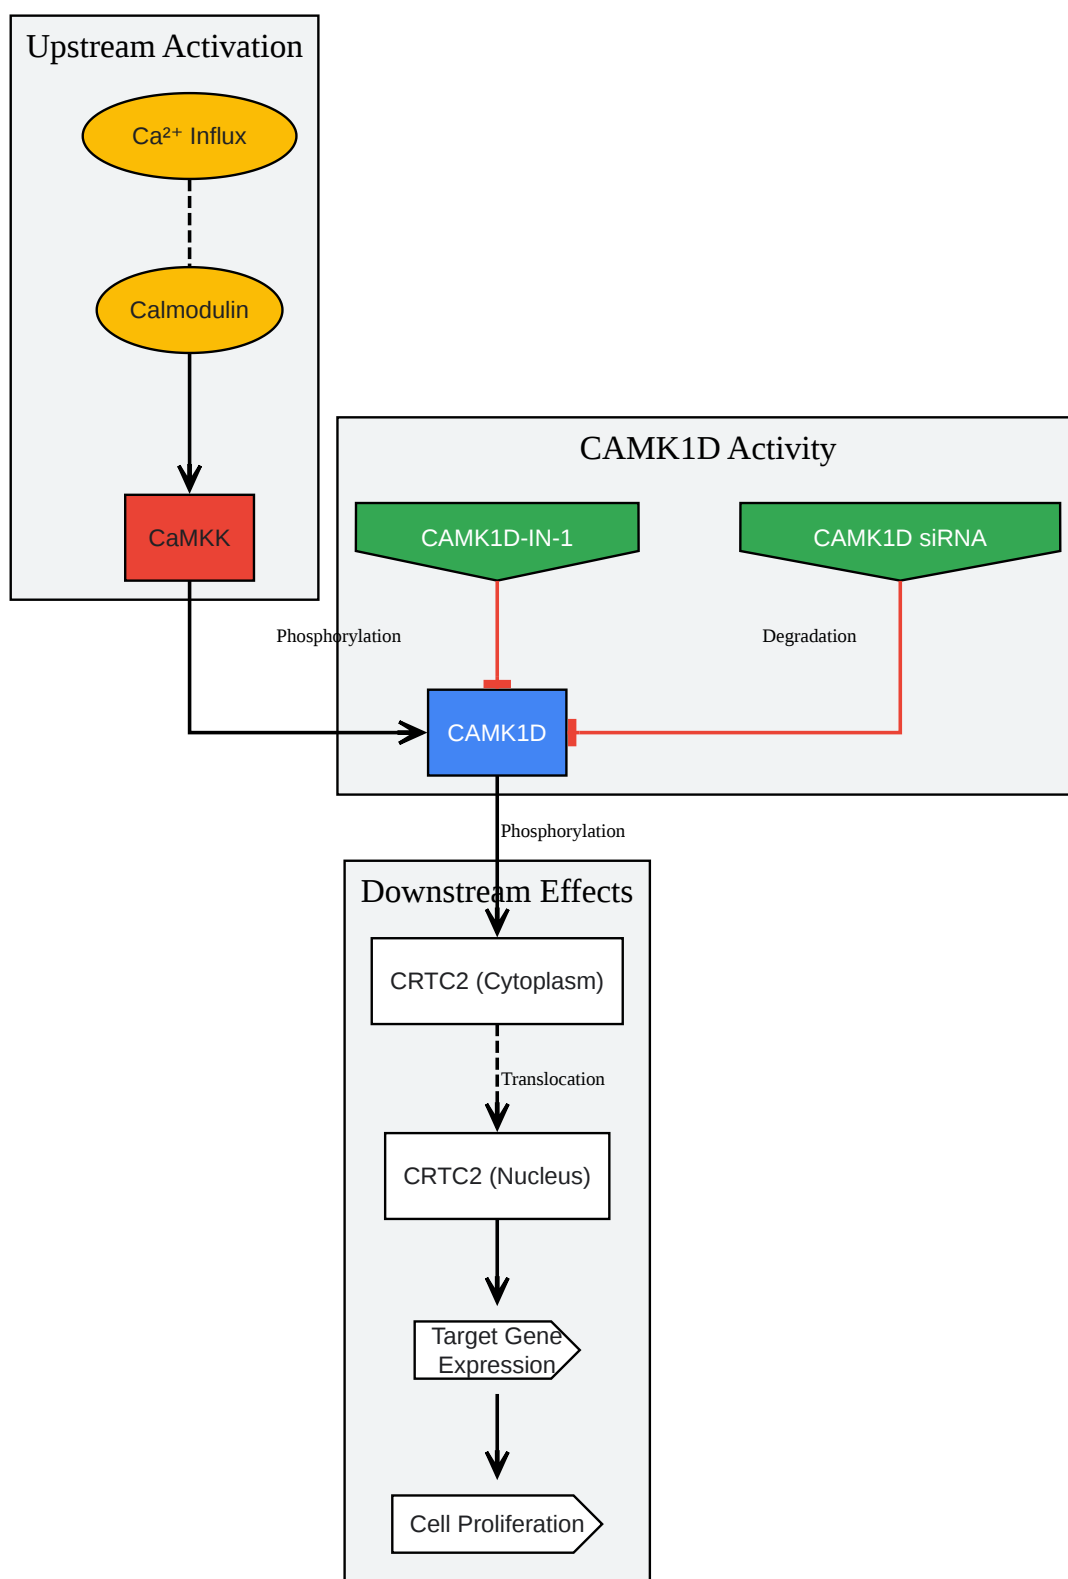 Upstream Activation
Ca²⁺ Influx
Calmodulin
CaMKK
CAMK1D Activity
CAMK1D-IN-1
CAMK1D siRNA
Phosphorylation
Degradation
CAMK1D
Phosphorylation
Downstream Effects
CRTC2 (Cytoplasm)
Translocation
CRTC2 (Nucleus)
Target Gene
Expression
Cell Proliferation